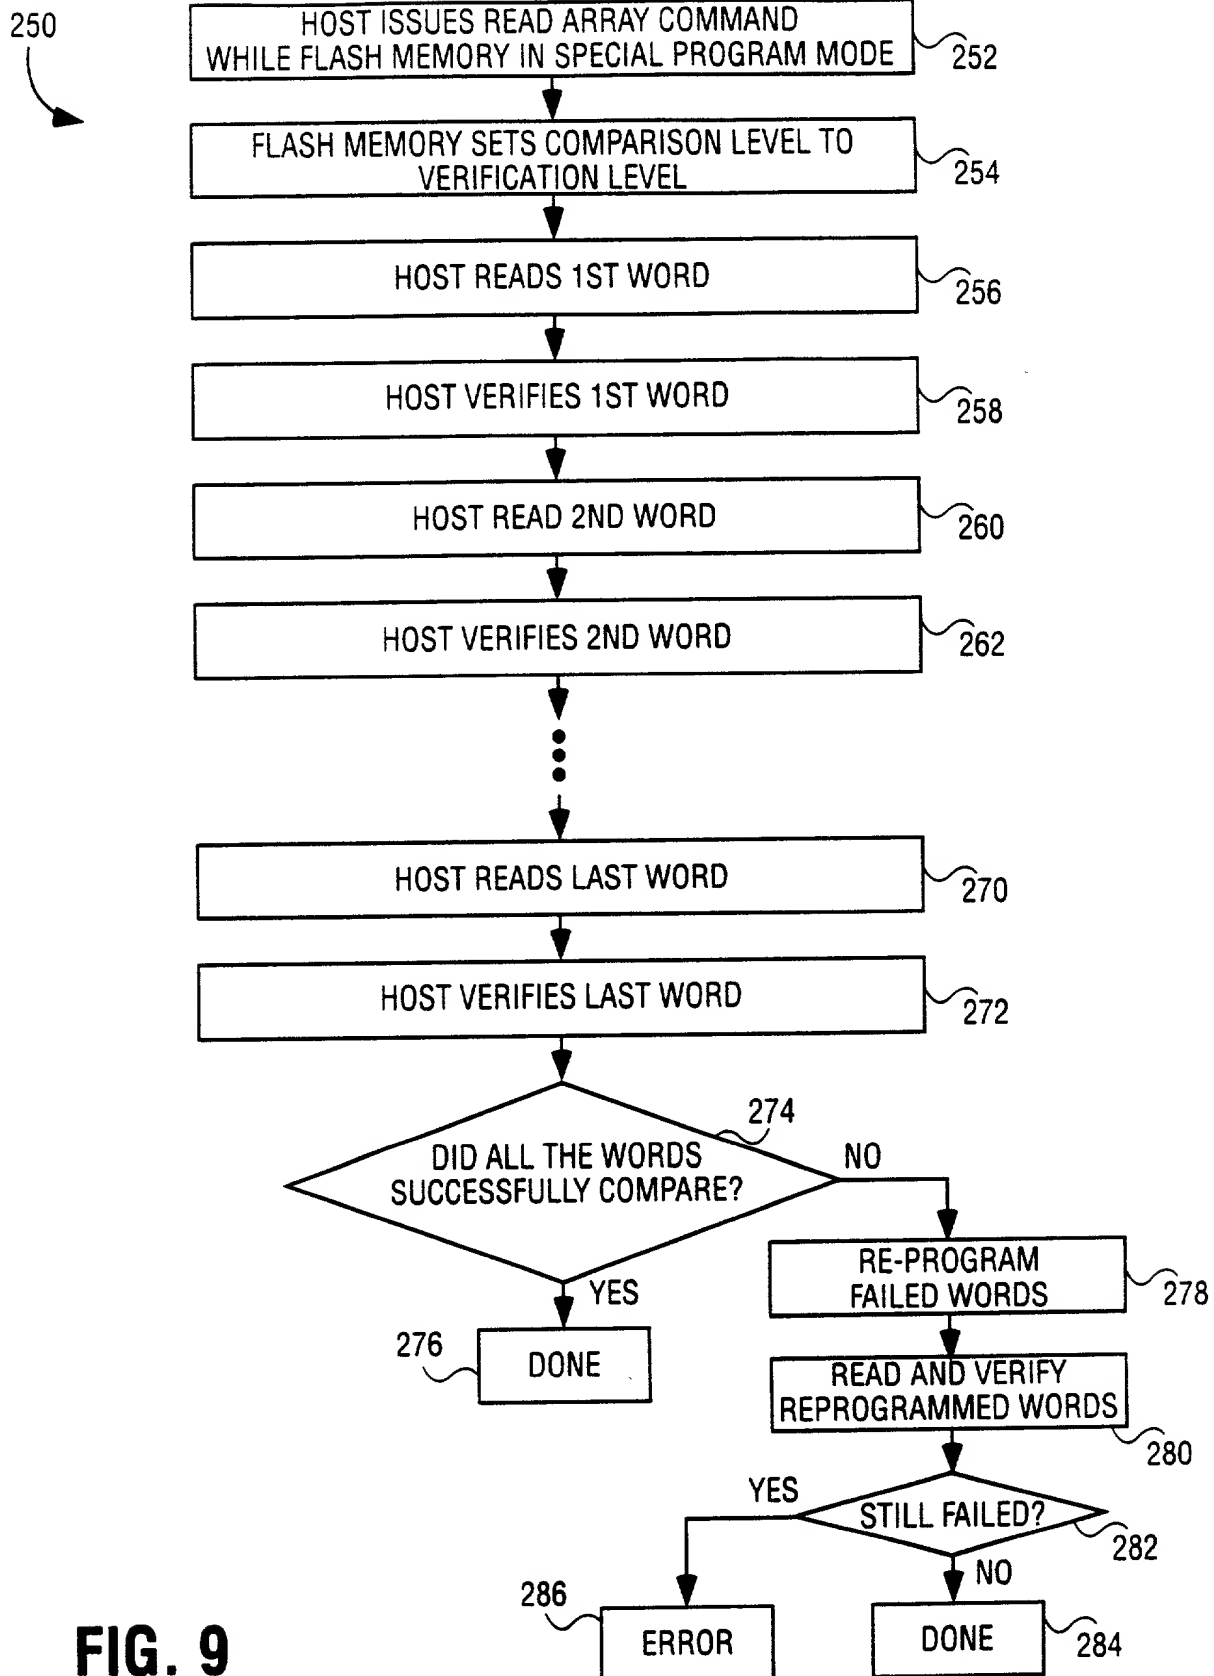 250
HOST ISSUES READ ARRAY COMMAND
WHILE FLASH MEMORY IN SPECIAL PROGRAM MODE
252
FLASH MEMORY SETS COMPARISON LEVEL TO
VERIFICATION LEVEL
254
HOST READS 1ST WORD
256
HOST VERIFIES 1ST WORD
258
HOST READ 2ND WORD
260
HOST VERIFIES 2ND WORD
262
HOST READS LAST WORD
270
HOST VERIFIES LAST WORD
272
274
DID ALL THE WORDS
SUCCESSFULLY COMPARE?
NO
YES
RE-PROGRAM
FAILED WORDS
278
276
DONE
READ AND VERIFY
REPROGRAMMED WORDS
280
YES
STILL FAILED?
282
NO
286
ERROR
DONE
284
FIG. 9